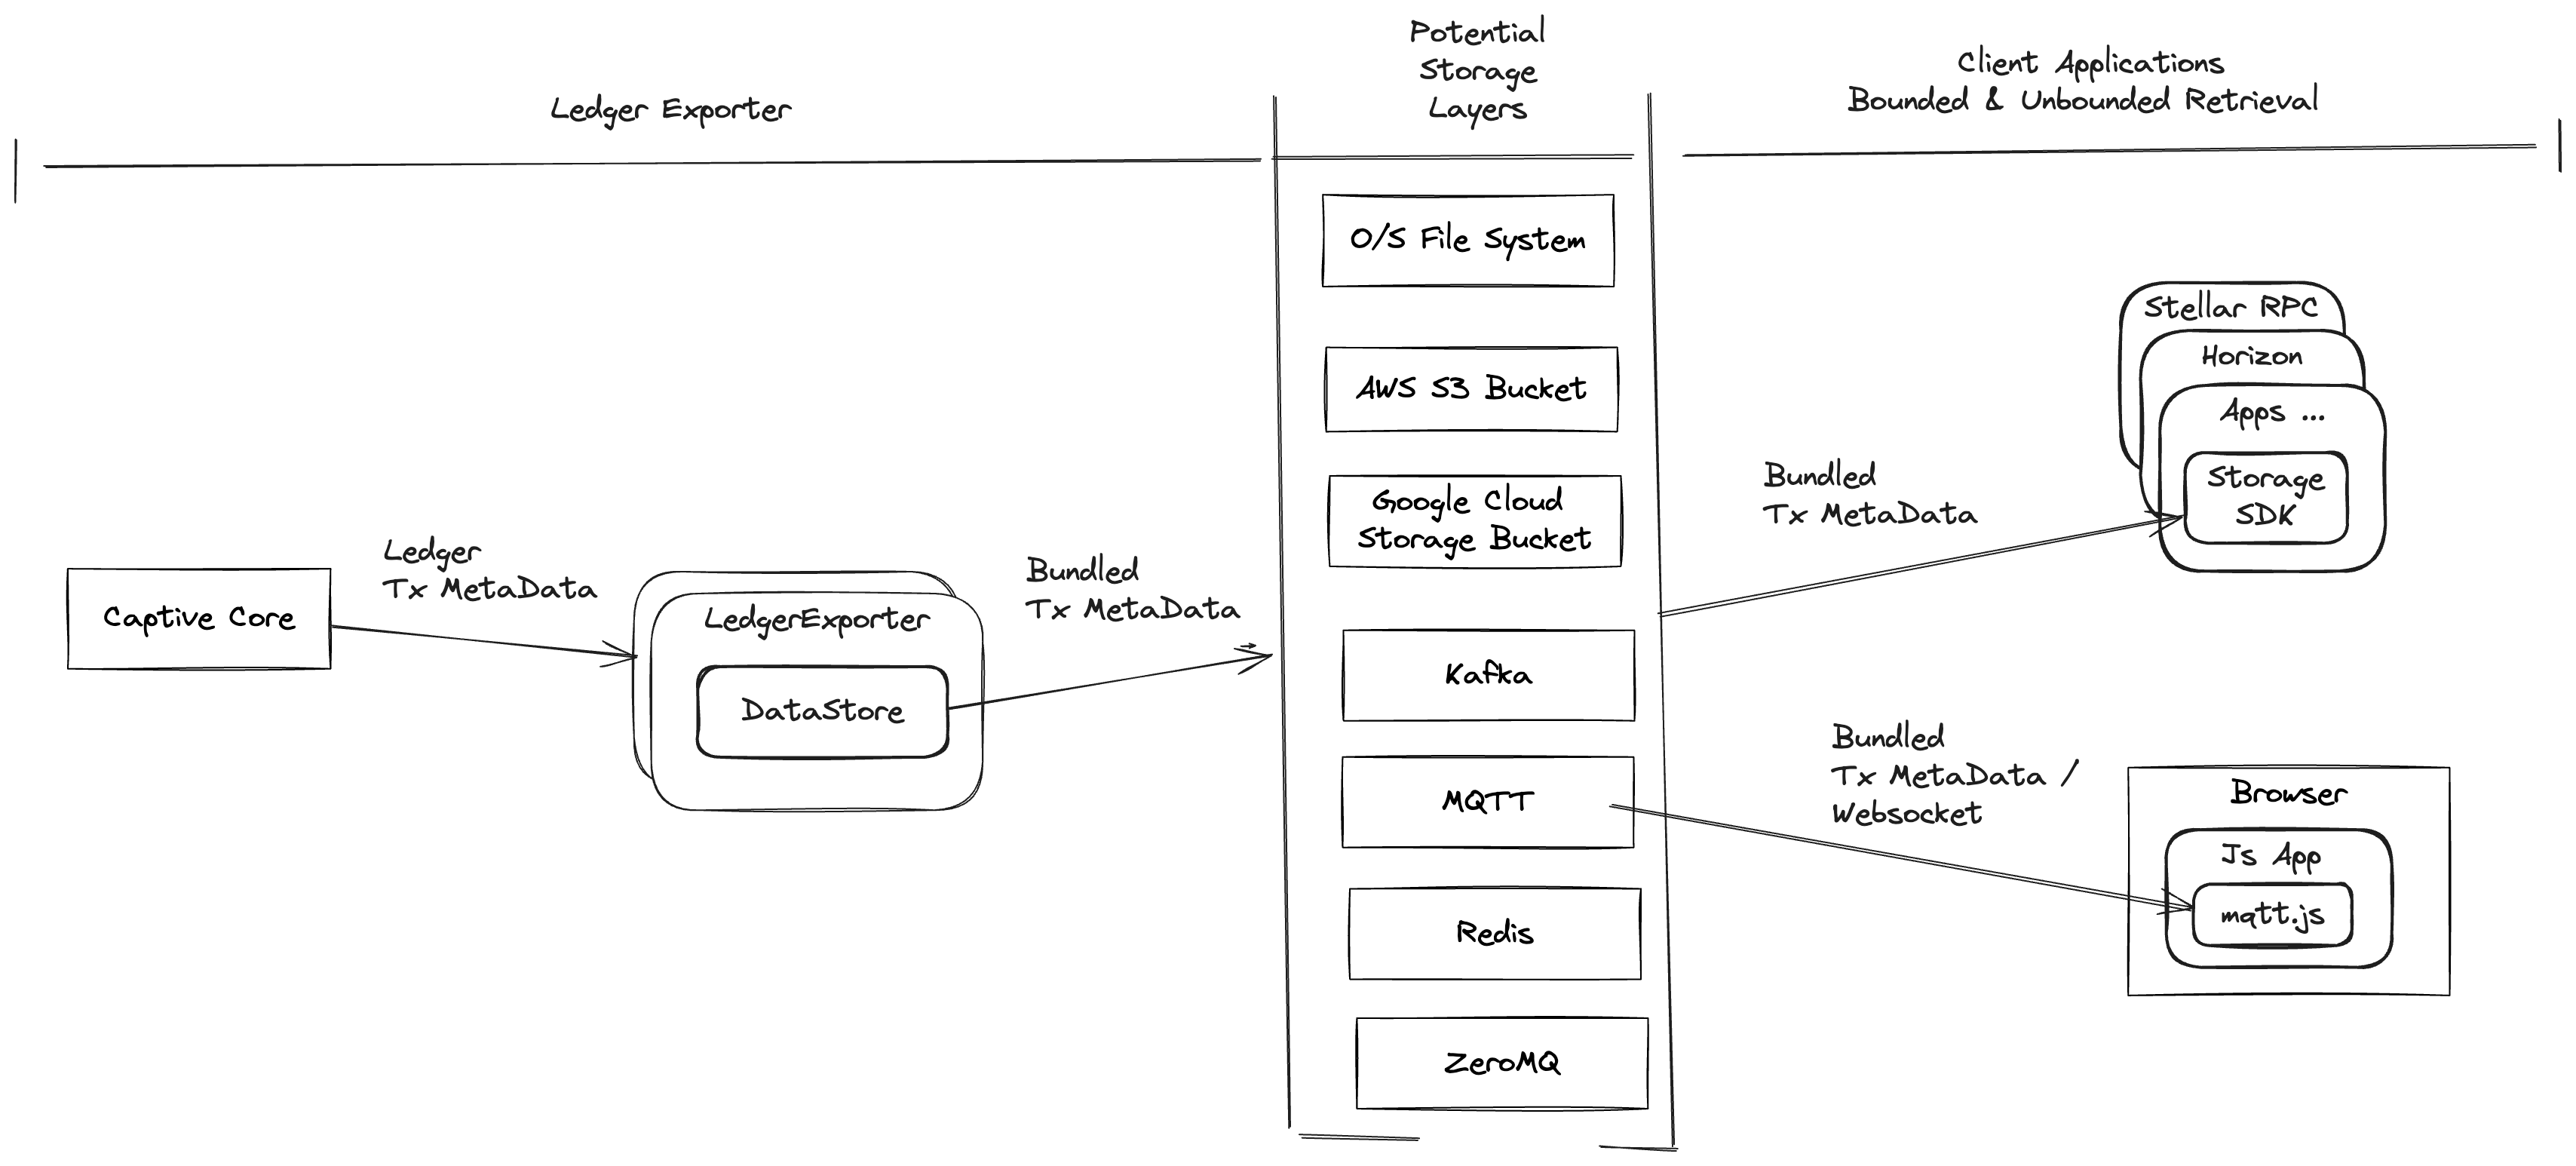 Ledger Exporter
Potential
Storage
Layers
Client Applications
Bounded & Unbounded Retrieval
Captive Core
Ledger
Tx MetaData
LedgerExporter
DataStore
Bundled
Tx MetaData
O/S File System
AWS S3 Bucket
Google Cloud
Storage Bucket
Kafka
MQTT
Redis
ZeroMQ
Bundled
Tx MetaData
Stellar RPC
Horizon
Apps ...
Storage
SDK
Bundled
Tx MetaData /
Websocket
Browser
Js App
mqtt.js